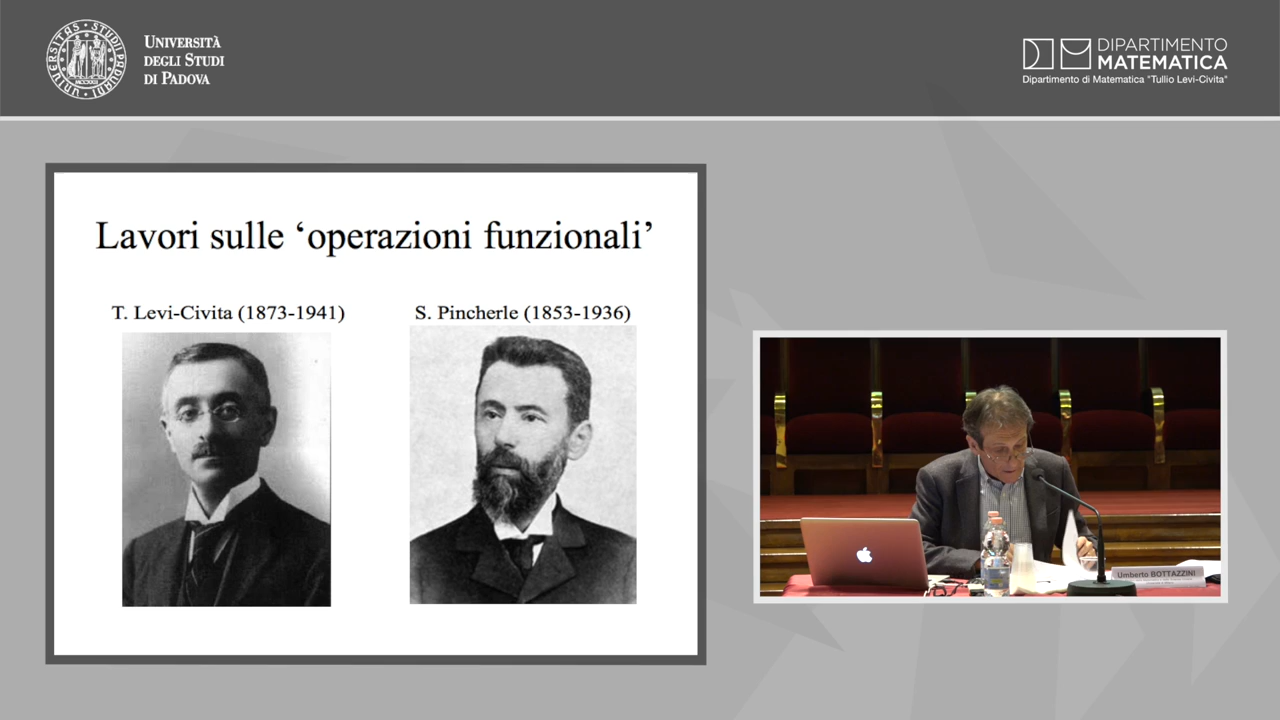 UNIVERSITÀ
DEGLI STUDI
DI PADOVA
DIPARTIMENTO
MATEMATICA
Dipartimento di Matematica "Tullio Levi-Civita"
Lavori sulle ‘operazioni funzionali’
T. Levi-Civita (1873-1941)
S. Pincherle (1853-1936)
Umberto BOTTAZZINI